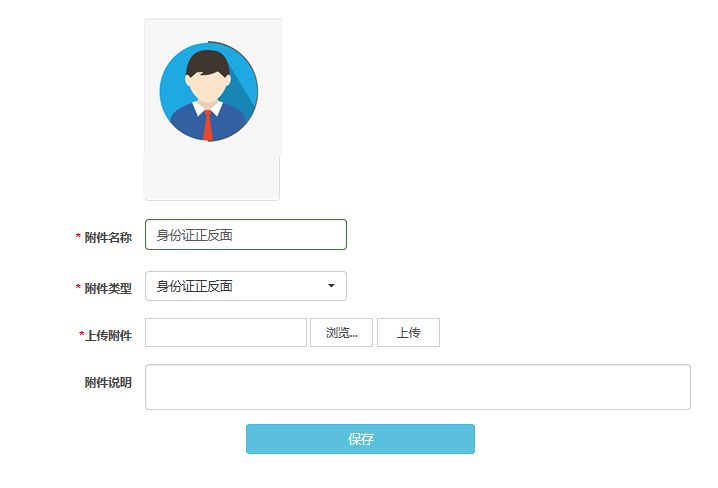 * 附件名称 身份证正反面
* 附件类型 身份证正反面
*上传附件 浏览... 上传
附件说明
保存